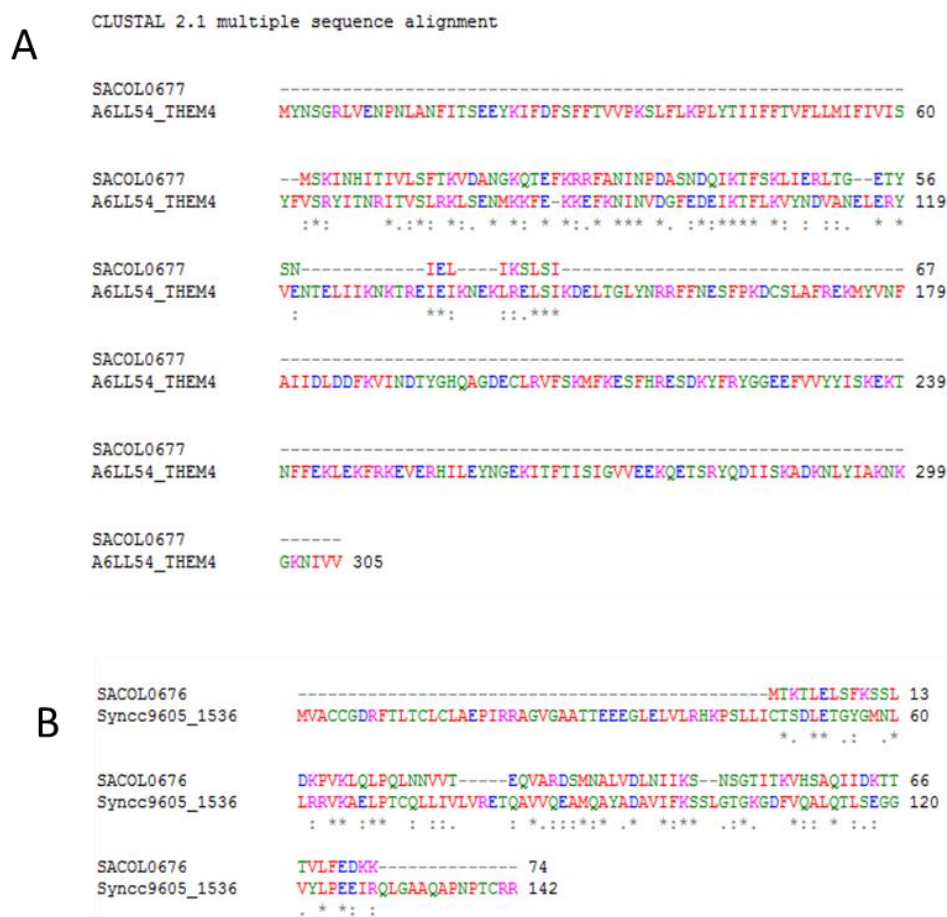 CLUSTAL 2.1 multiple sequence alignment
A
SACOL0677 ------------------------------------------------------------
A6LL54_THEM4 MYNSGRLVENPNLANFITSEEYKIFDFSFFTVVPKSLFLKPLYTIIFFTVFLLMIFIVIS 60
SACOL0677 --MSKINHITIVLSFTKVDANGKQTEFKRRFANINPDASNDQIKTFSKLIERLTG--ETY 56
A6LL54_THEM4 YFVSRYITNRITVSLRKLSENMKKFE-KKEFKNINVDGFEDEIKTFLKVYNDVANELERY 119
:*:    *.:*: *:. * *: *: *:.* *** *. :*:**** *: : ::.  * *
SACOL0677 SN------------IEL----IKSLSI--------------------------------- 67
A6LL54_THEM4 VENTELIIKNKTREIEIKNEKLRELSIKDELTGLYNRRFFNESFPKDCSLAFREKMYVNF 179
:            **:    ::.***
SACOL0677 ------------------------------------------------------------
A6LL54_THEM4 AIIDLDDFKVINDTYGHQAGDECLRVFSKMFKESFHRESDKYFRYGGEEFVVYYISKEKT 239
SACOL0677 ------------------------------------------------------------
A6LL54_THEM4 NFFEKLEKFRKEVERHILEYNGEKITFTISIGVVEEKQETSRYQDIISKADKNLYIAKNK 299
SACOL0677 ------
A6LL54_THEM4 GKNIVV 305
B
SACOL0676 ---------------------------------------------MTKTLELSFKSSL 13
Syncc9605_1536 MVACCGDRFTLTCLCLAEPIRRAGVGAATTEEEGLELVLRHKPSLLICTSDLETGYGMNL 60
*. ** .:  .*
SACOL0676 DKPVKLQLPQLNNVVT-----EQVARDSMNALVDLNIIKS--NSGTITKVHSAQIIDKTT 66
Syncc9605_1536 LRRVKAELPTCQLLIVLVRETQAVVQEAMQAYADAVIFKSSLGTGKGDFVQALQTLSEGG 120
: ** :**  : ::.     : *.:::*:* .*  *:**  .:*.   *::: * :.:
SACOL0676 TVLFEDKK-------------- 74
Syncc9605_1536 VYLPEEIRQLGAAQAPNPTCRR 142
. * *: :